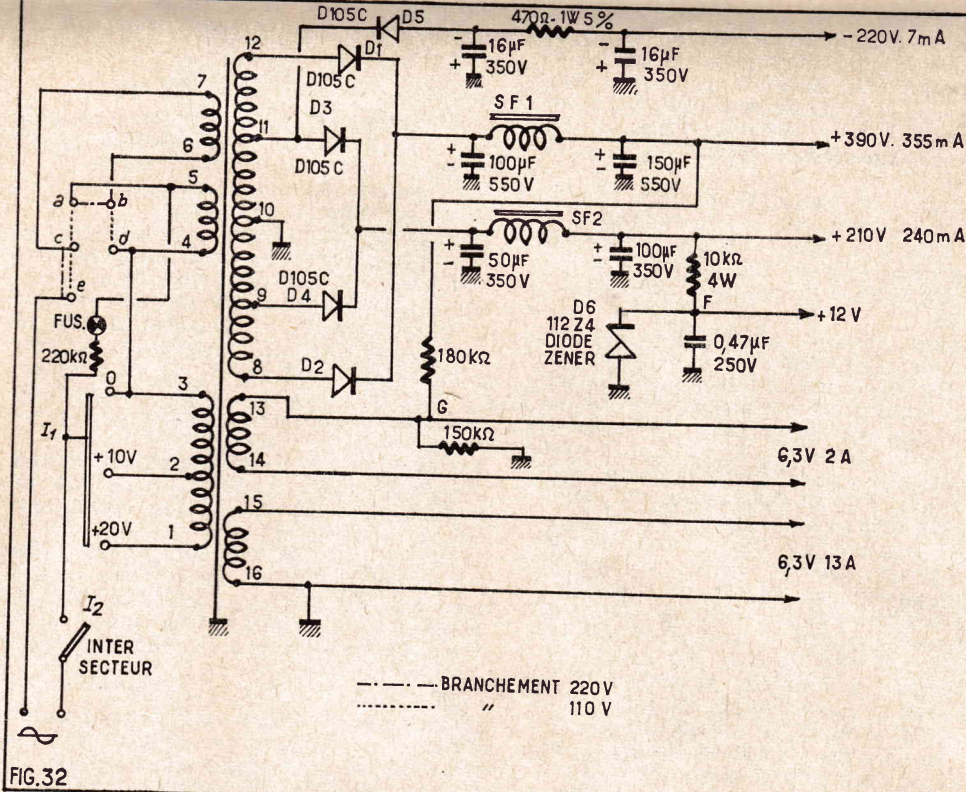 D105C
D5
470Ω-1W 5%
-220V. 7mA
12
D1
- 16µF
+ 350V
- 16µF
+ 350V
D105C
7
D3
SF1
11
+390V. 355mA
6
D105C
+ 100µF
- 550V
+ 150µF
- 550V
5
a
b
10
SF2
c
d
4
+210V 240mA
+ 50µF
- 350V
+ 100µF
- 350V
10kΩ
4W
e
D105C
9
D4
F
+12V
FUS.
D6
112Z4
DIODE
ZENER
0,47µF
250V
220kΩ
180kΩ
8
D2
0
3
13
G
I1
150kΩ
6,3V 2A
+10V
2
14
+20V
1
15
6,3V 13A
16
I2
INTER
SECTEUR
BRANCHEMENT 220V
" 110V
FIG.32